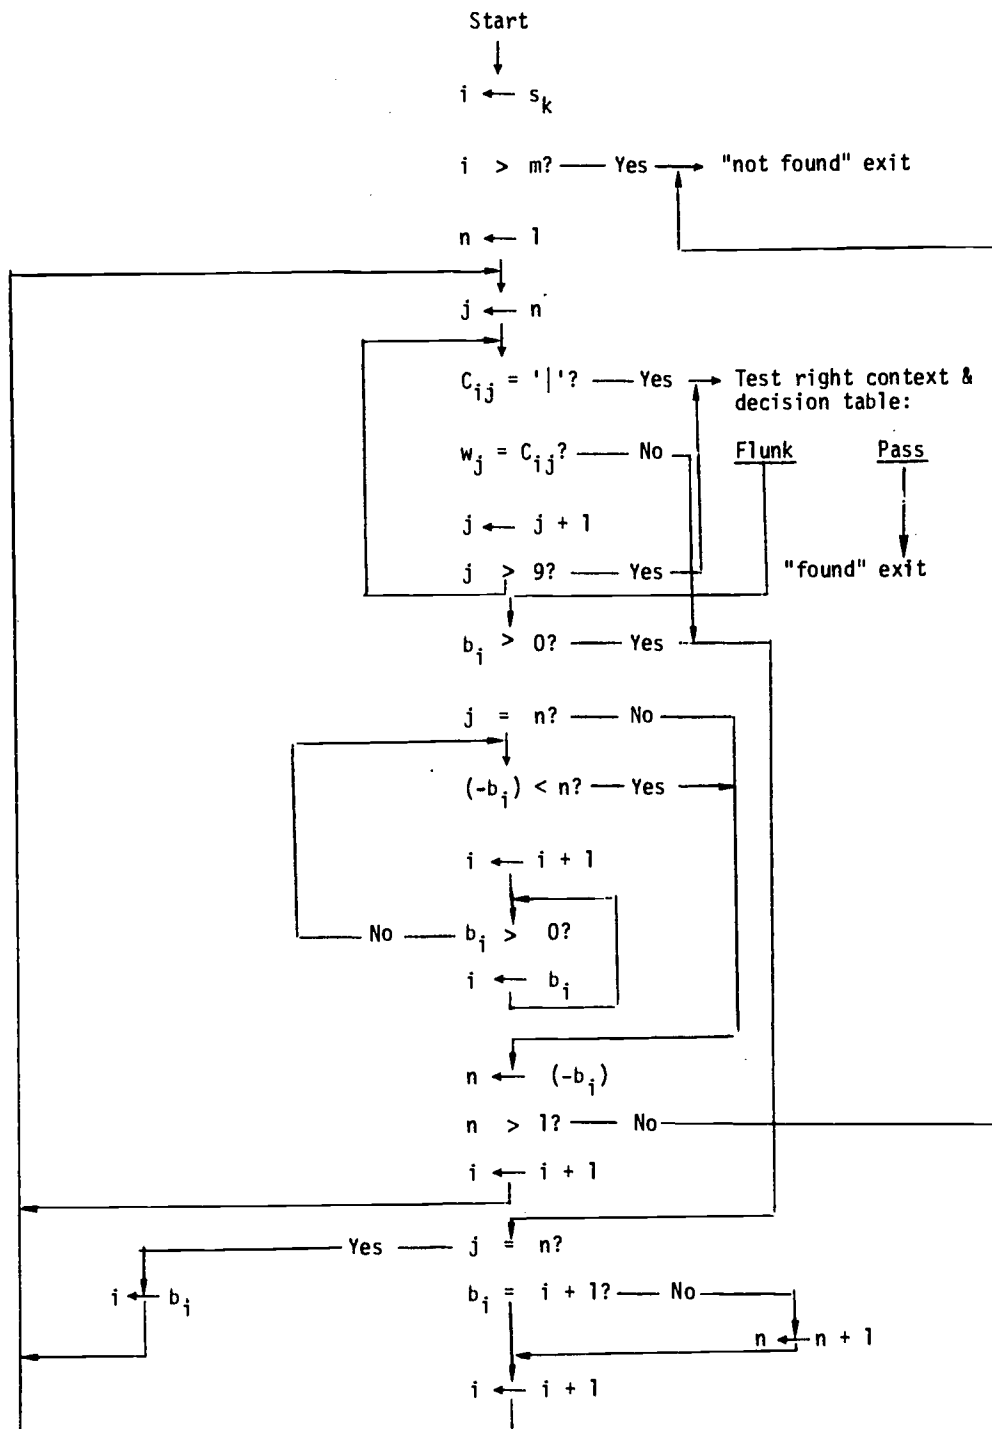 Start
i ← s_k
i > m? — Yes → "not found" exit
n ← 1
j ← n
C_ij = '|'? — Yes → Test right context &
decision table:
w_j = C_ij? — No
Flunk Pass
j ← j + 1
j > 9? — Yes
"found" exit
b_i > 0? — Yes
j = n? — No
(-b_i) < n? — Yes
i ← i + 1
No — b_i > 0?
i ← b_i
n ← (-b_i)
n > 1? — No
i ← i + 1
Yes — j = n?
i ← b_i
b_i = i + 1? — No
n ← n + 1
i ← i + 1